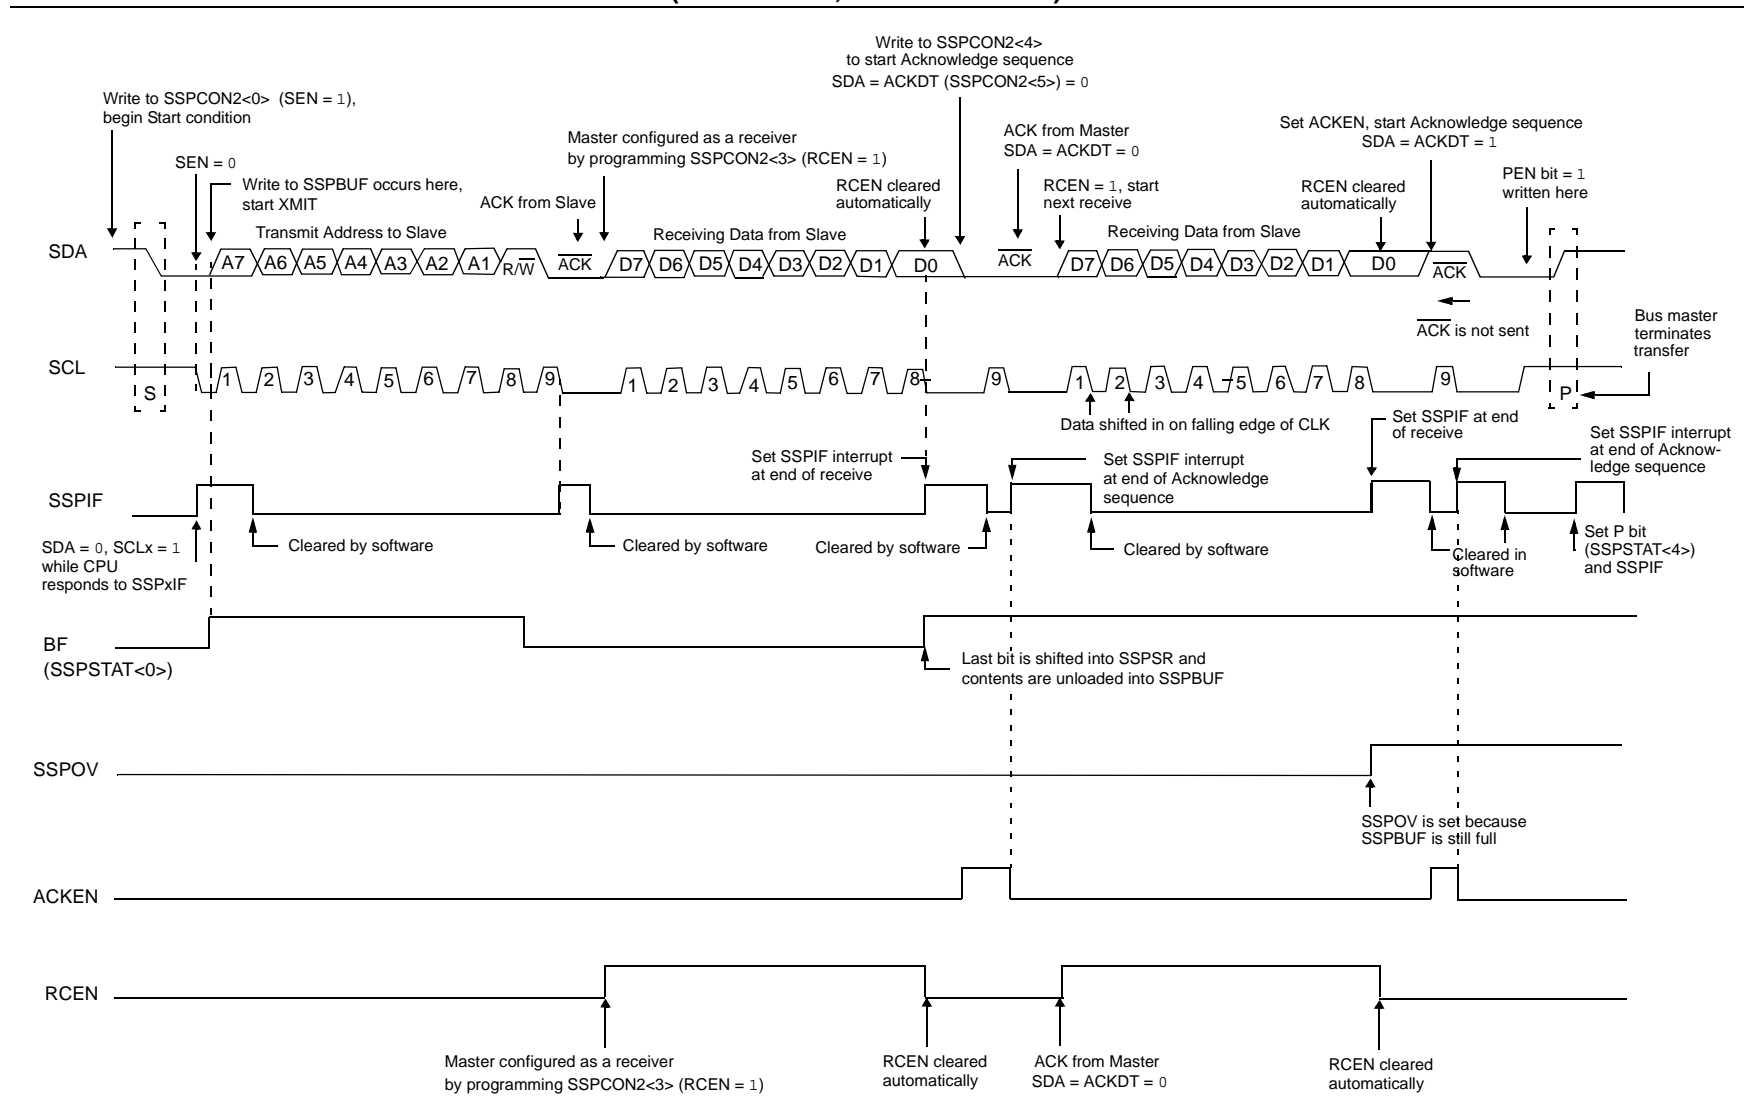 Write to SSPCON2<4>
to start Acknowledge sequence
SDA = ACKDT (SSPCON2<5>) = 0
Write to SSPCON2<0> (SEN = 1),
begin Start condition
Master configured as a receiver
by programming SSPCON2<3> (RCEN = 1)
ACK from Master
SDA = ACKDT = 0
Set ACKEN, start Acknowledge sequence
SDA = ACKDT = 1
SEN = 0
Write to SSPBUF occurs here,
start XMIT
ACK from Slave
RCEN cleared
automatically
RCEN = 1, start
next receive
RCEN cleared
automatically
PEN bit = 1
written here
Transmit Address to Slave
Receiving Data from Slave
Receiving Data from Slave
SDA
A7 A6 A5 A4 A3 A2 A1 R/W ACK D7 D6 D5 D4 D3 D2 D1 D0 ACK D7 D6 D5 D4 D3 D2 D1 D0 ACK
ACK is not sent
Bus master
terminates
transfer
SCL
S 1 2 3 4 5 6 7 8 9 1 2 3 4 5 6 7 8 9 1 2 3 4 5 6 7 8 9 P
Data shifted in on falling edge of CLK
Set SSPIF at end
of receive
Set SSPIF interrupt
at end of receive
Set SSPIF interrupt
at end of Acknowledge
sequence
Set SSPIF interrupt
at end of Acknow-
ledge sequence
SSPIF
SDA = 0, SCLx = 1
while CPU
responds to SSPxIF
Cleared by software
Cleared by software
Cleared by software
Cleared by software
Cleared in
software
Set P bit
(SSPSTAT<4>)
and SSPIF
BF
(SSPSTAT<0>)
Last bit is shifted into SSPSR and
contents are unloaded into SSPBUF
SSPOV
SSPOV is set because
SSPBUF is still full
ACKEN
RCEN
Master configured as a receiver
by programming SSPCON2<3> (RCEN = 1)
RCEN cleared
automatically
ACK from Master
SDA = ACKDT = 0
RCEN cleared
automatically